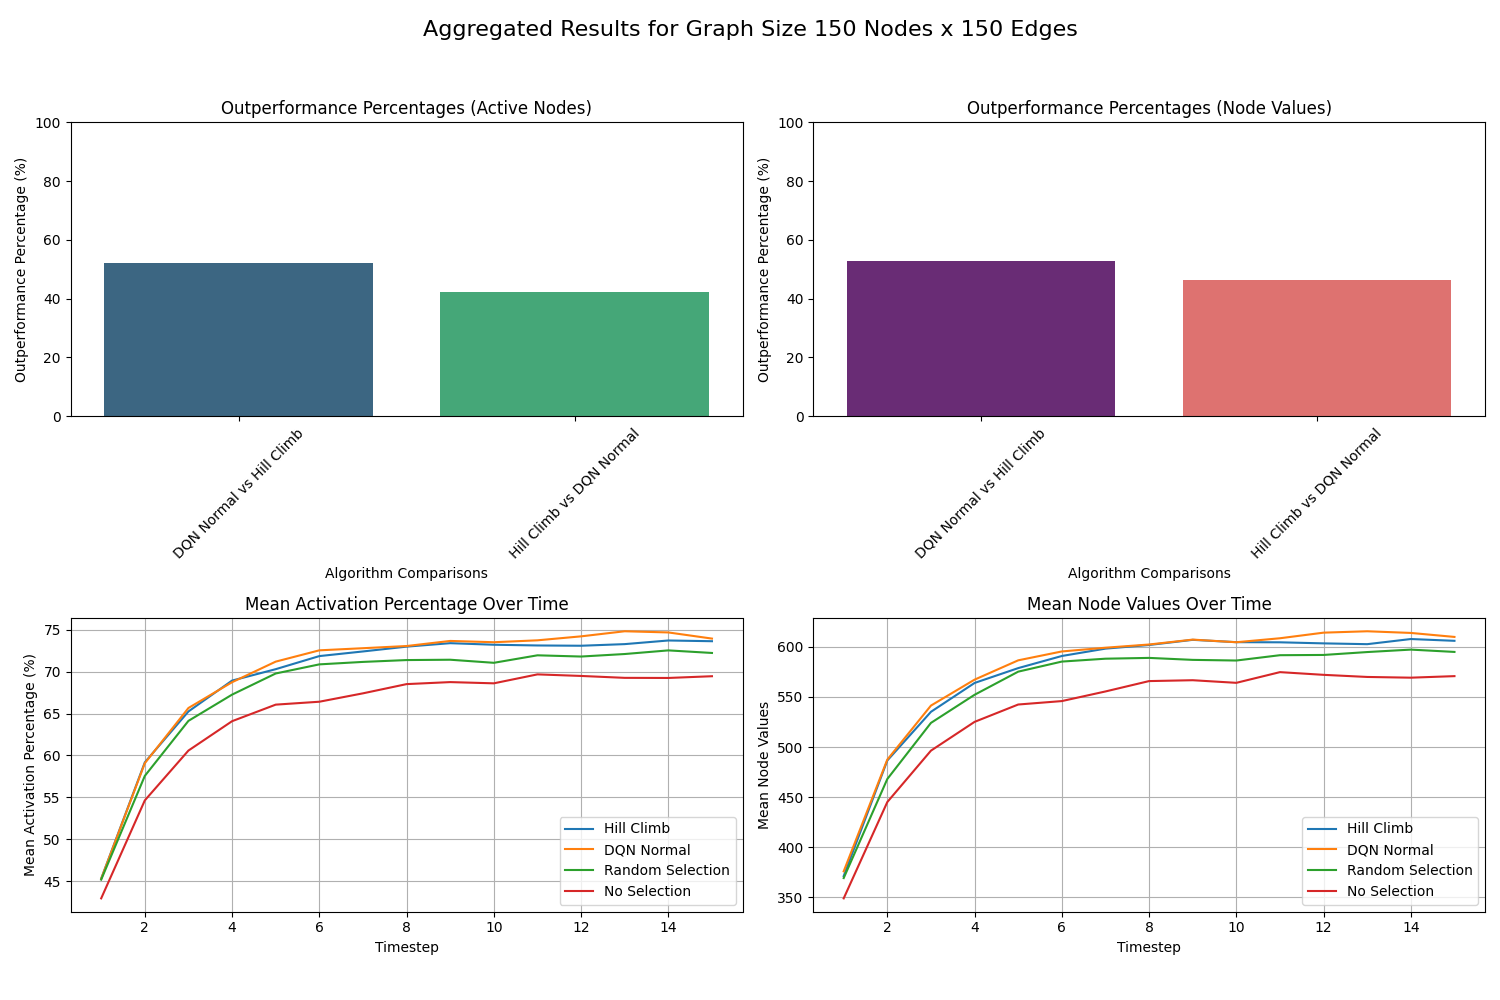 Aggregated Results for Graph Size 150 Nodes x 150 Edges
Outperformance Percentages (Active Nodes)
Outperformance Percentage (%)
100
80
60
40
20
0
DQN Normal vs Hill Climb
Hill Climb vs DQN Normal
Algorithm Comparisons
Outperformance Percentages (Node Values)
Outperformance Percentage (%)
100
80
60
40
20
0
DQN Normal vs Hill Climb
Hill Climb vs DQN Normal
Algorithm Comparisons
Mean Activation Percentage Over Time
Mean Activation Percentage (%)
75
70
65
60
55
50
45
Hill Climb
DQN Normal
Random Selection
No Selection
2
4
6
8
10
12
14
Timestep
Mean Node Values Over Time
Mean Node Values
600
550
500
450
400
350
Hill Climb
DQN Normal
Random Selection
No Selection
2
4
6
8
10
12
14
Timestep